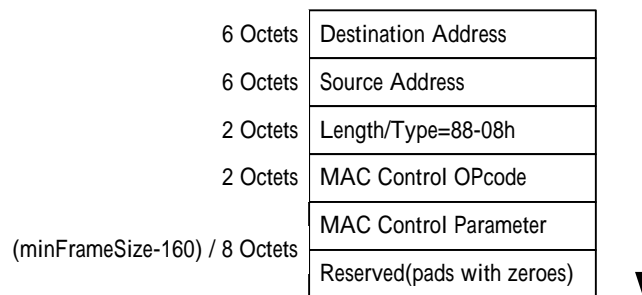 6 Octets Destination Address
6 Octets Source Address
2 Octets Length/Type=88-08h
2 Octets MAC Control OPcode
MAC Control Parameter
(minFrameSize-160) / 8 Octets
Reserved(pads with zeroes)